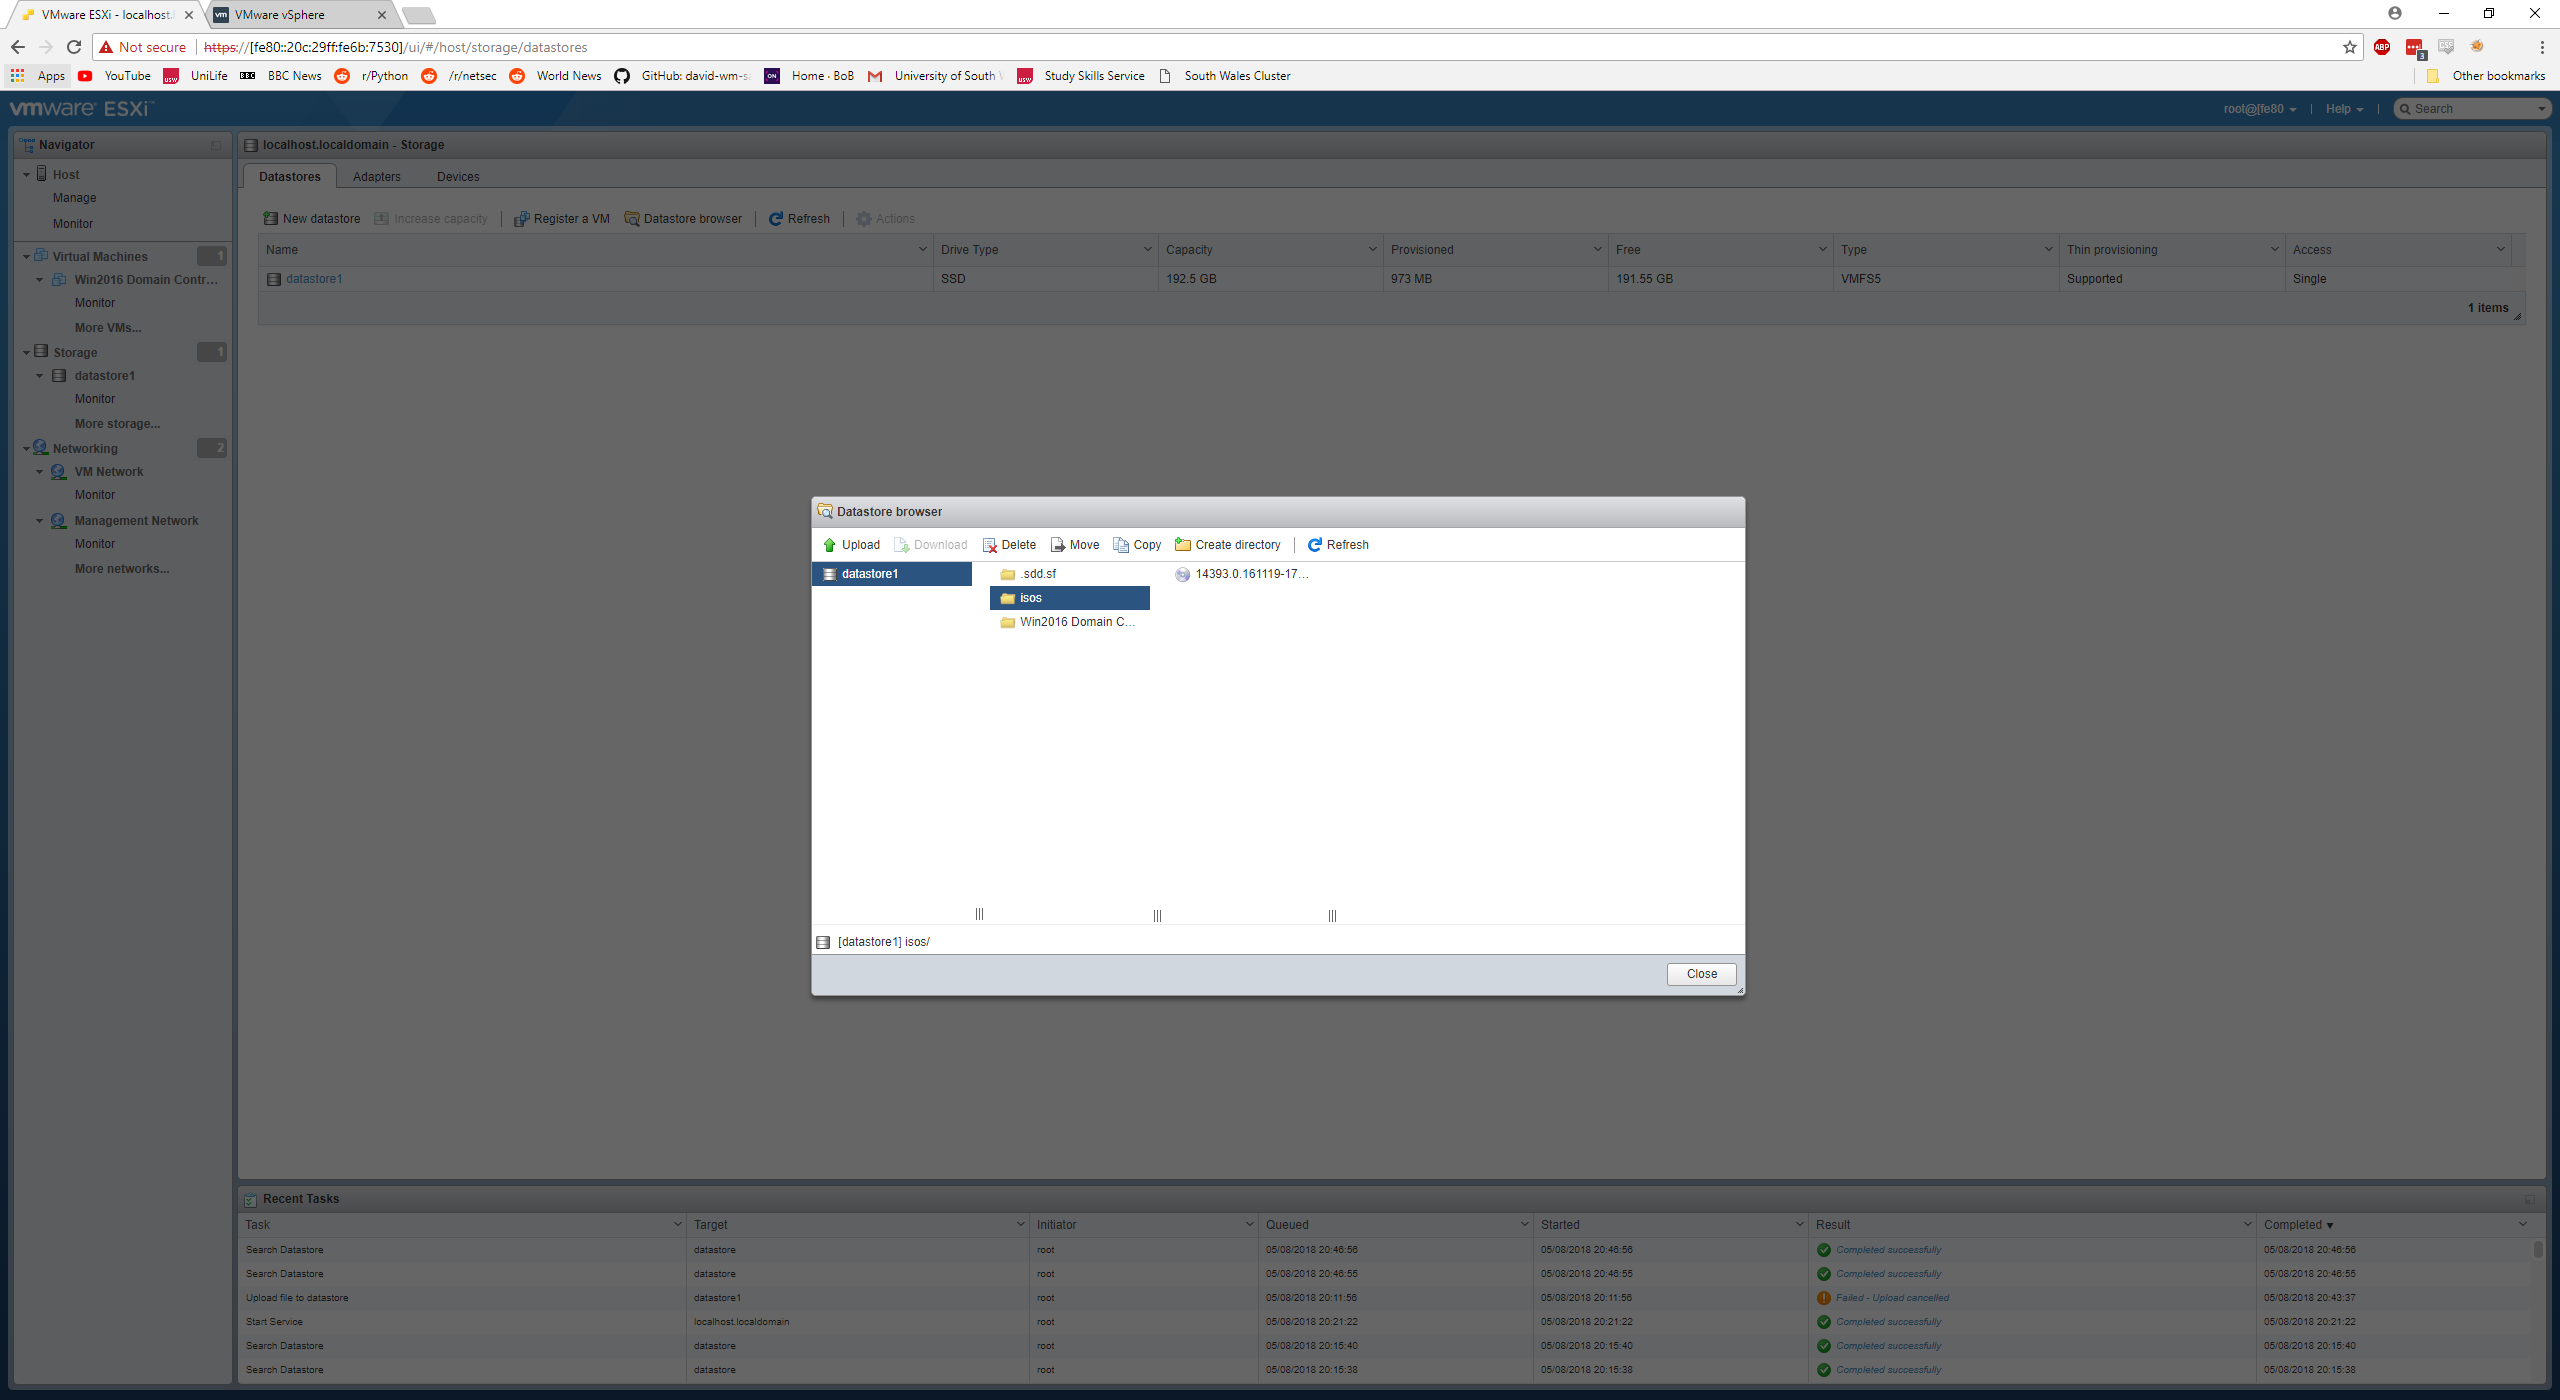 VMware ESXi - localhost.l
VMware vSphere
Not secure https://[fe80::20c:29ff:fe6b:7530]/ui/#/host/storage/datastores
ABP 3
Apps YouTube UniLife BBC News r/Python /r/netsec World News GitHub: david-wm-sa Home · BoB University of South W Study Skills Service South Wales Cluster Other bookmarks
vmware ESXi root@[fe80 | Help | Search
Navigator
Host
Manage
Monitor
Virtual Machines 1
Win2016 Domain Contr...
Monitor
More VMs...
Storage 1
datastore1
Monitor
More storage...
Networking 2
VM Network
Monitor
Management Network
Monitor
More networks...
localhost.localdomain - Storage
Datastores Adapters Devices
New datastore Increase capacity | Register a VM Datastore browser | Refresh | Actions
Name Drive Type Capacity Provisioned Free Type Thin provisioning Access
datastore1 SSD 192.5 GB 973 MB 191.55 GB VMFS5 Supported Single
1 items
Datastore browser
Upload Download Delete Move Copy Create directory | Refresh
datastore1 .sdd.sf 14393.0.161119-17...
isos
Win2016 Domain C...
[datastore1] isos/
Close
Recent Tasks
Task Target Initiator Queued Started Result Completed ▼
Search Datastore datastore root 05/08/2018 20:46:56 05/08/2018 20:46:56 Completed successfully 05/08/2018 20:46:56
Search Datastore datastore root 05/08/2018 20:46:55 05/08/2018 20:46:55 Completed successfully 05/08/2018 20:46:55
Upload file to datastore datastore1 root 05/08/2018 20:11:56 05/08/2018 20:11:56 Failed - Upload cancelled 05/08/2018 20:43:37
Start Service localhost.localdomain root 05/08/2018 20:21:22 05/08/2018 20:21:22 Completed successfully 05/08/2018 20:21:22
Search Datastore datastore root 05/08/2018 20:15:40 05/08/2018 20:15:40 Completed successfully 05/08/2018 20:15:40
Search Datastore datastore root 05/08/2018 20:15:38 05/08/2018 20:15:38 Completed successfully 05/08/2018 20:15:38